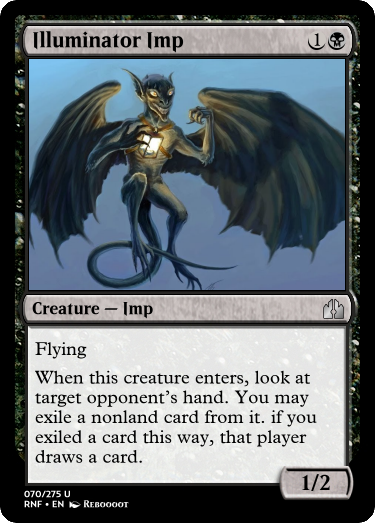 Illuminator Imp 1
Creature — Imp
Flying
When this creature enters, look at
target opponent's hand. You may
exile a nonland card from it. if you
exiled a card this way, that player
draws a card.
1/2
070/275 U
RNF • EN Reboooot